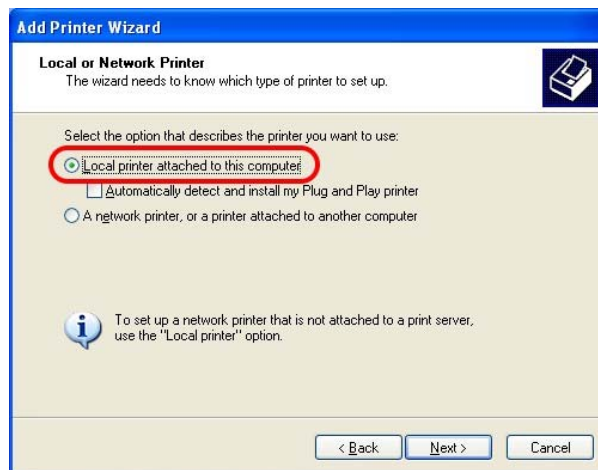 Add Printer Wizard
Local or Network Printer
The wizard needs to know which type of printer to set up.
Select the option that describes the printer you want to use:
Local printer attached to this computer
Automatically detect and install my Plug and Play printer
A network printer, or a printer attached to another computer
To set up a network printer that is not attached to a print server,
use the "Local printer" option.
< Back
Next >
Cancel